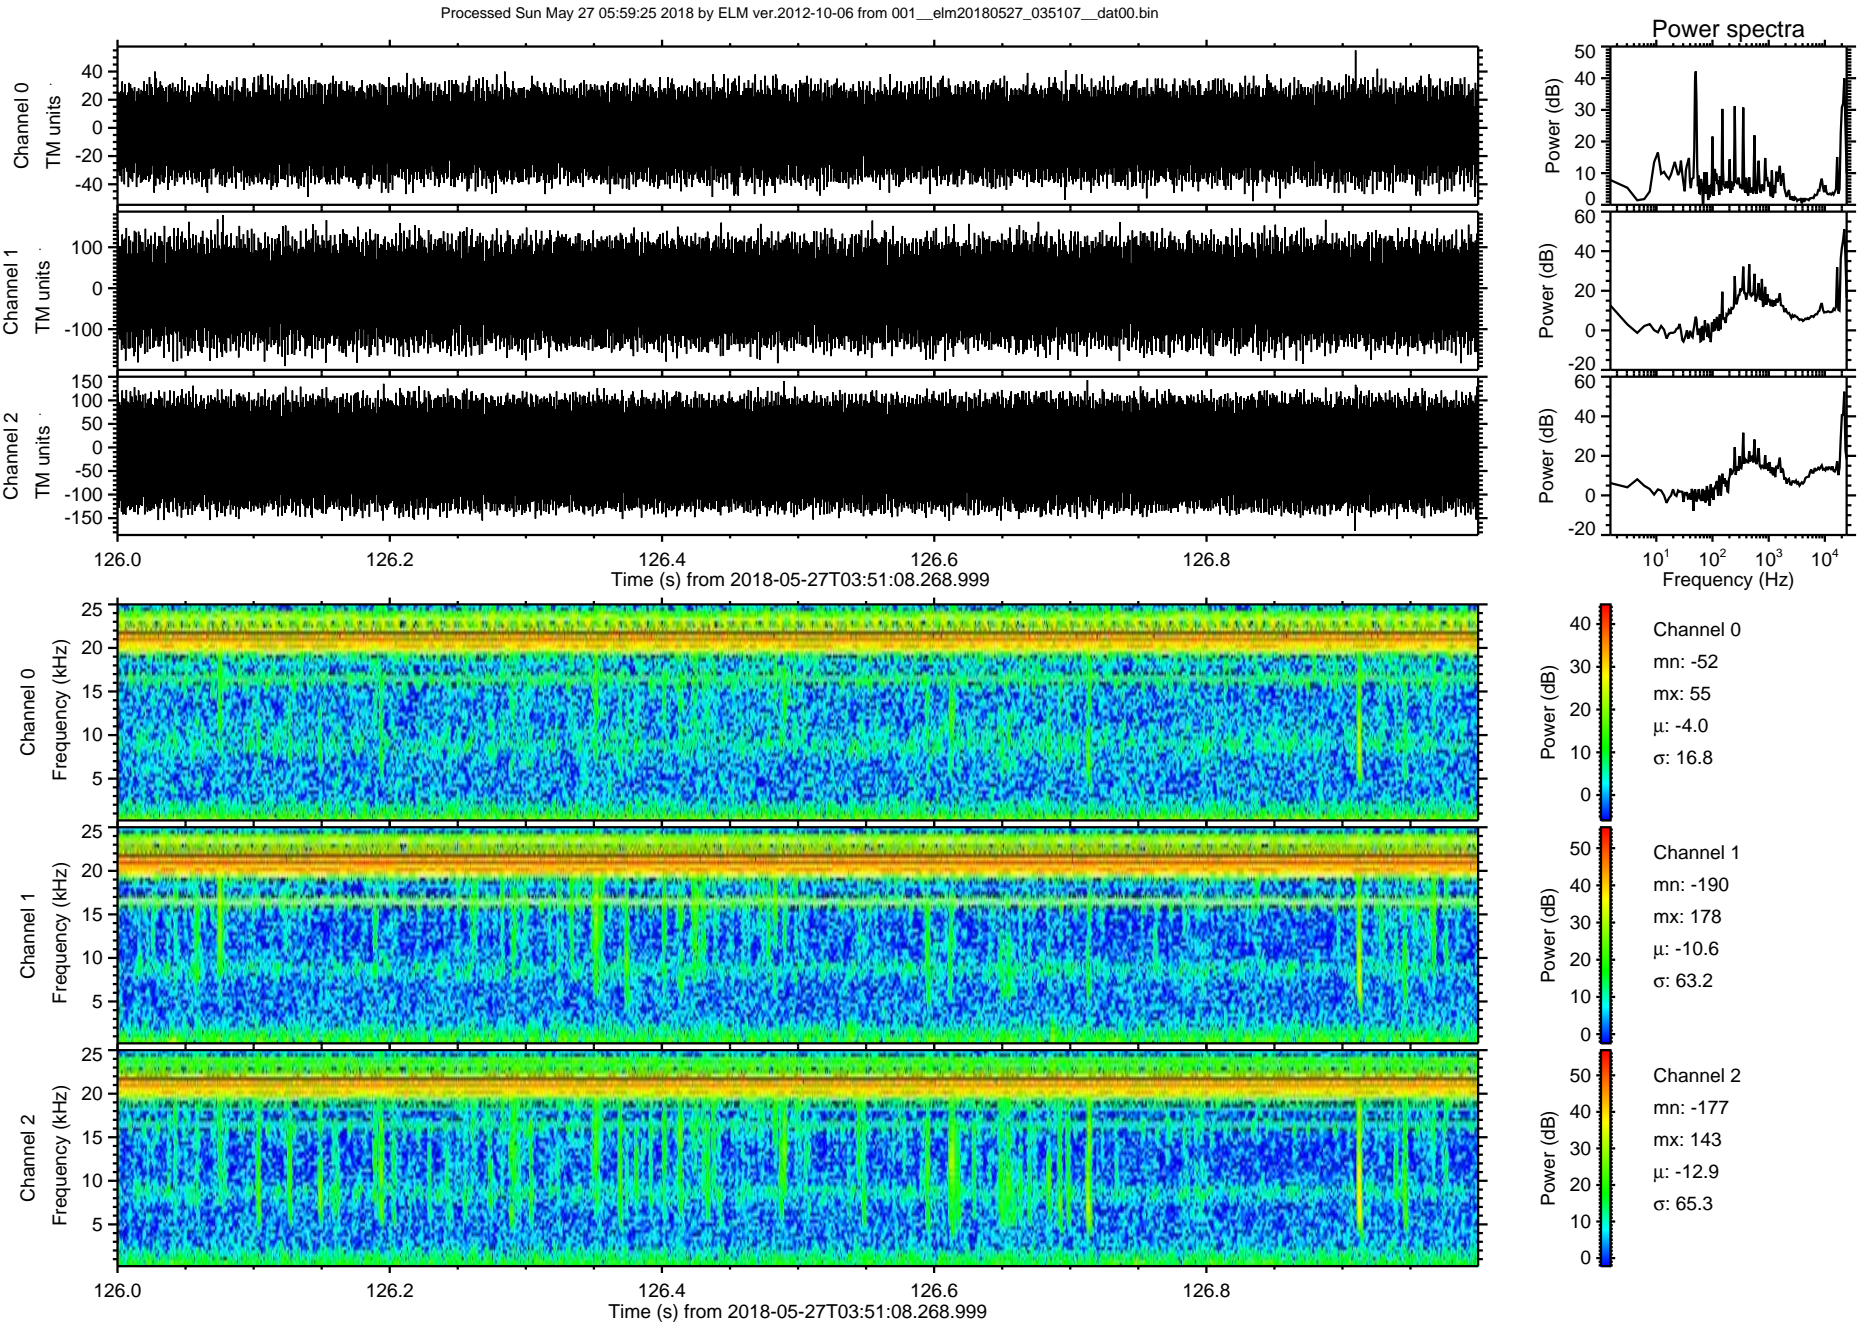 Processed Sun May 27 05:59:25 2018 by ELM ver.2012-10-06 from 001__elm20180527_035107__dat00.bin
Power spectra
Channel 0
TM units
40
20
0
-20
-40
Power (dB)
50
40
30
20
10
0
Channel 1
TM units
100
0
-100
Power (dB)
60
40
20
0
-20
Channel 2
TM units
150
100
50
0
-50
-100
-150
Power (dB)
60
40
20
0
-20
126.0 126.2 126.4 126.6 126.8
Time (s) from 2018-05-27T03:51:08.268.999
10^1 10^2 10^3 10^4
Frequency (Hz)
Channel 0
Frequency (kHz)
25
20
15
10
5
Power (dB)
40
30
20
10
0
Channel 0
mn: -52
mx: 55
μ: -4.0
σ: 16.8
Channel 1
Frequency (kHz)
25
20
15
10
5
Power (dB)
50
40
30
20
10
0
Channel 1
mn: -190
mx: 178
μ: -10.6
σ: 63.2
Channel 2
Frequency (kHz)
25
20
15
10
5
Power (dB)
50
40
30
20
10
0
Channel 2
mn: -177
mx: 143
μ: -12.9
σ: 65.3
126.0 126.2 126.4 126.6 126.8
Time (s) from 2018-05-27T03:51:08.268.999